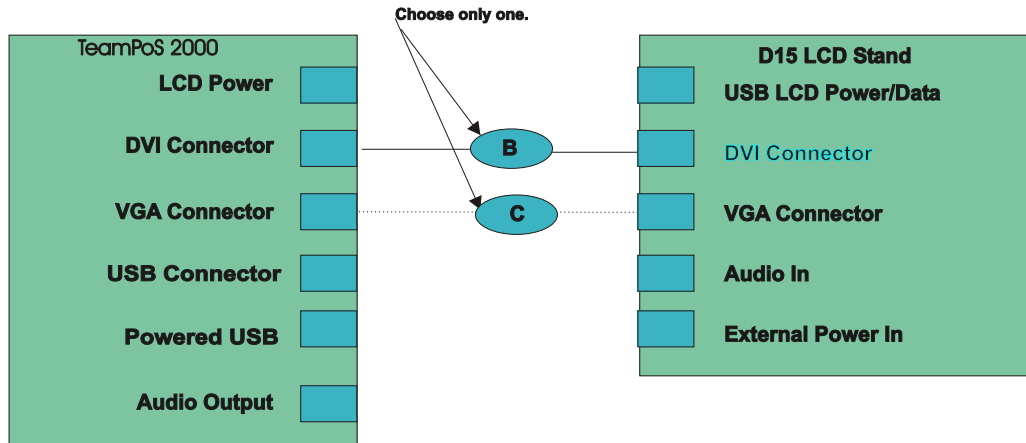 Choose only one.
TeamPoS 2000
LCD Power
DVI Connector
VGA Connector
USB Connector
Powered USB
Audio Output
B
C
D15 LCD Stand
USB LCD Power/Data
DVI Connector
VGA Connector
Audio In
External Power In